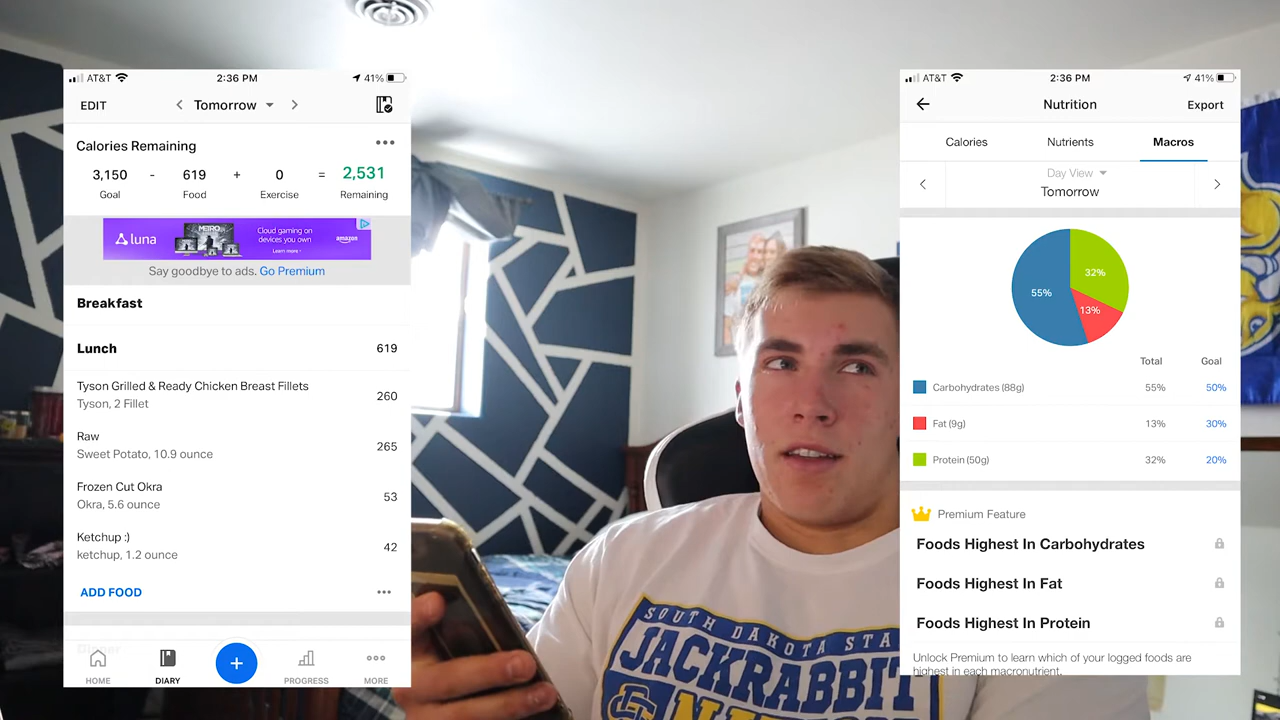 AT&T 2:36 PM 41%
EDIT Tomorrow
Calories Remaining
3,150 - 619 + 0 = 2,531
Goal Food Exercise Remaining
luna METRO Cloud gaming on devices you own Learn more amazon
Say goodbye to ads. Go Premium
Breakfast
Lunch 619
Tyson Grilled & Ready Chicken Breast Fillets
Tyson, 2 Fillet 260
Raw
Sweet Potato, 10.9 ounce 265
Frozen Cut Okra
Okra, 5.6 ounce 53
Ketchup :)
ketchup, 1.2 ounce 42
ADD FOOD
HOME DIARY PROGRESS MORE
SOUTH DAKOTA STA
JACKRABBIT
AT&T 2:36 PM 41%
Nutrition Export
Calories Nutrients Macros
Day View
Tomorrow
32%
55%
13%
Total Goal
Carbohydrates (88g) 55% 50%
Fat (9g) 13% 30%
Protein (50g) 32% 20%
Premium Feature
Foods Highest In Carbohydrates
Foods Highest In Fat
Foods Highest In Protein
Unlock Premium to learn which of your logged foods are
highest in each macronutrient.